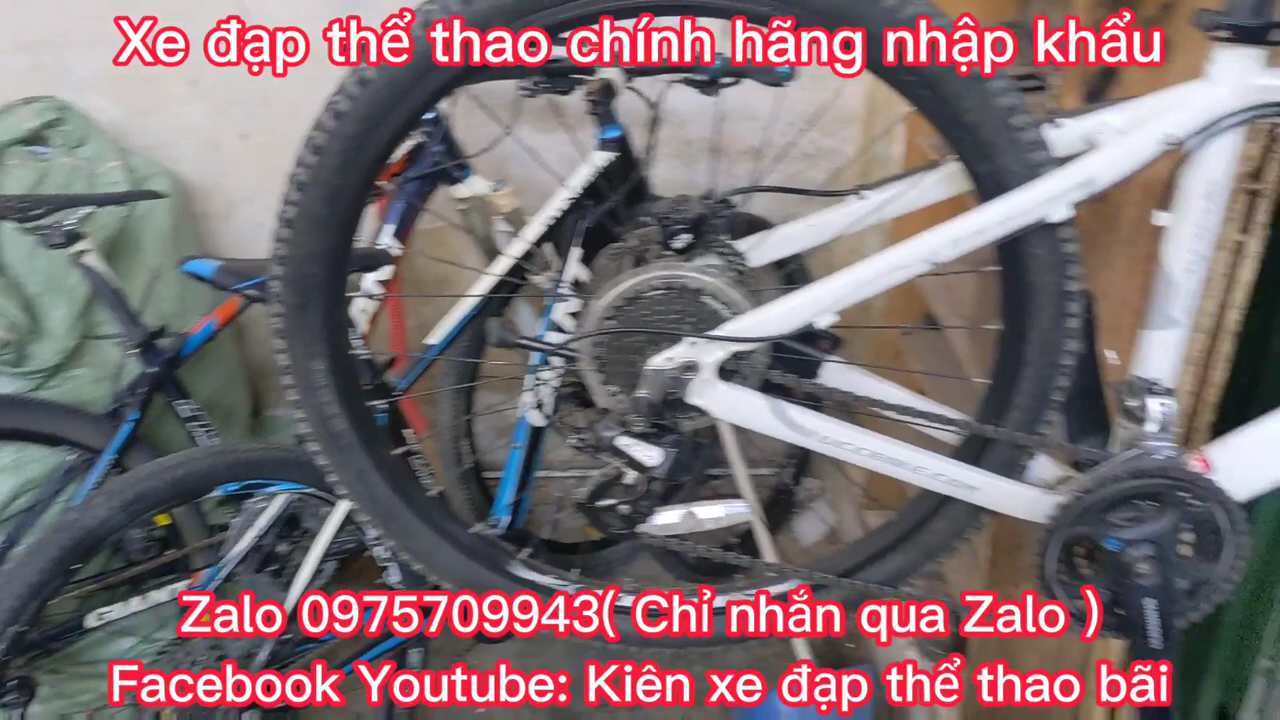 Xe đạp thể thao chính hãng nhập khẩu
Zalo 0975709943( Chỉ nhắn qua Zalo )
Facebook Youtube: Kiên xe đạp thể thao bãi